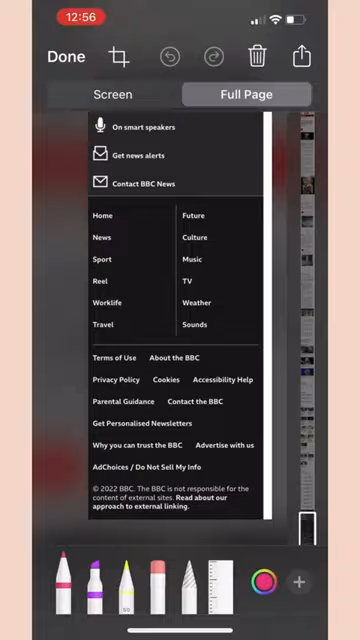 12:56
Done
Screen Full Page
On smart speakers
Get news alerts
Contact BBC News
Home Future
News Culture
Sport Music
Reel TV
Worklife Weather
Travel Sounds
Terms of Use About the BBC
Privacy Policy Cookies Accessibility Help
Parental Guidance Contact the BBC
Get Personalised Newsletters
Why you can trust the BBC Advertise with us
AdChoices / Do Not Sell My Info
© 2022 BBC. The BBC is not responsible for the
content of external sites. Read about our
approach to external linking.